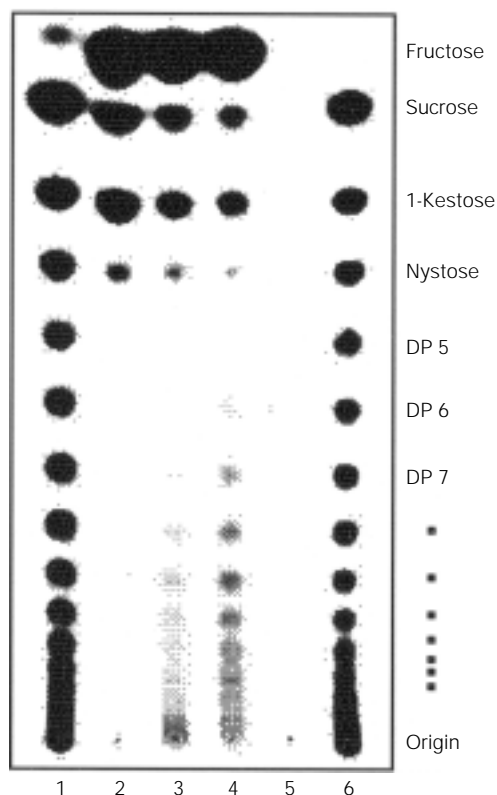 Fructose
Sucrose
1-Kestose
Nystose
DP 5
DP 6
DP 7
Origin
1 2 3 4 5 6